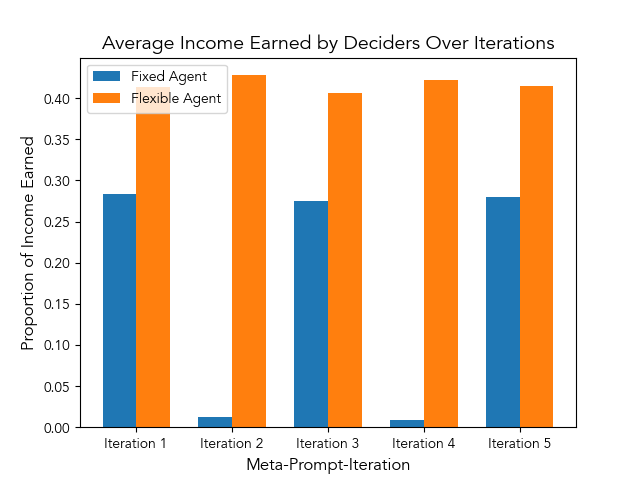 Average Income Earned by Deciders Over Iterations
Fixed Agent
Flexible Agent
Proportion of Income Earned
0.40
0.35
0.30
0.25
0.20
0.15
0.10
0.05
0.00
Iteration 1 Iteration 2 Iteration 3 Iteration 4 Iteration 5
Meta-Prompt-Iteration